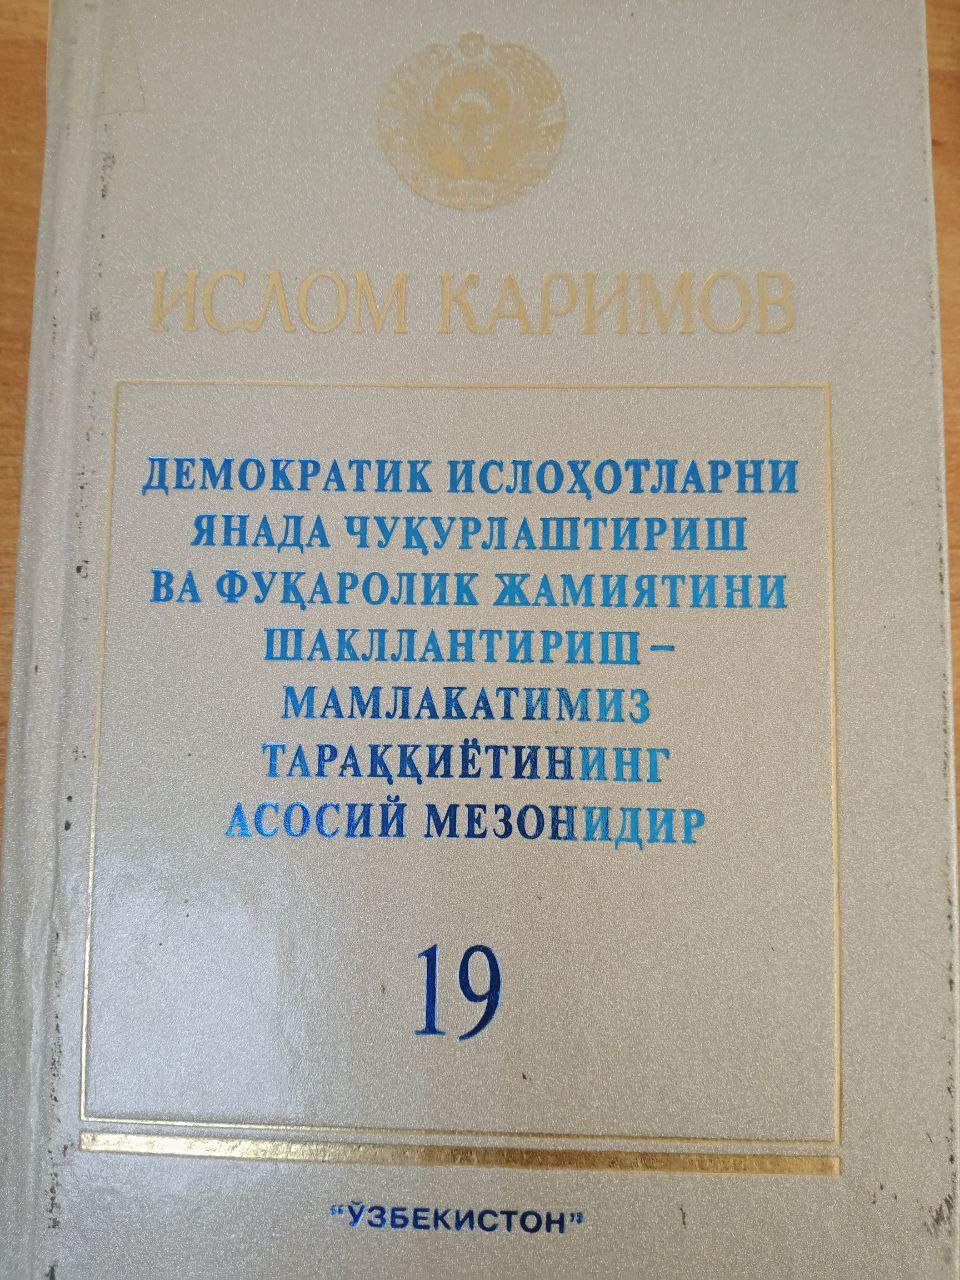 ИСЛОМ КАРИМОВ
ДЕМОКРАТИК ИСЛОҲОТЛАРНИ
ЯНАДА ЧУҚУРЛАШТИРИШ
ВА ФУҚАРОЛИК ЖАМИЯТИНИ
ШАКЛЛАНТИРИШ –
МАМЛАКАТИМИЗ
ТАРАҚҚИЁТИНИНГ
АСОСИЙ МЕЗОНИДИР
19
“ЎЗБЕКИСТОН”